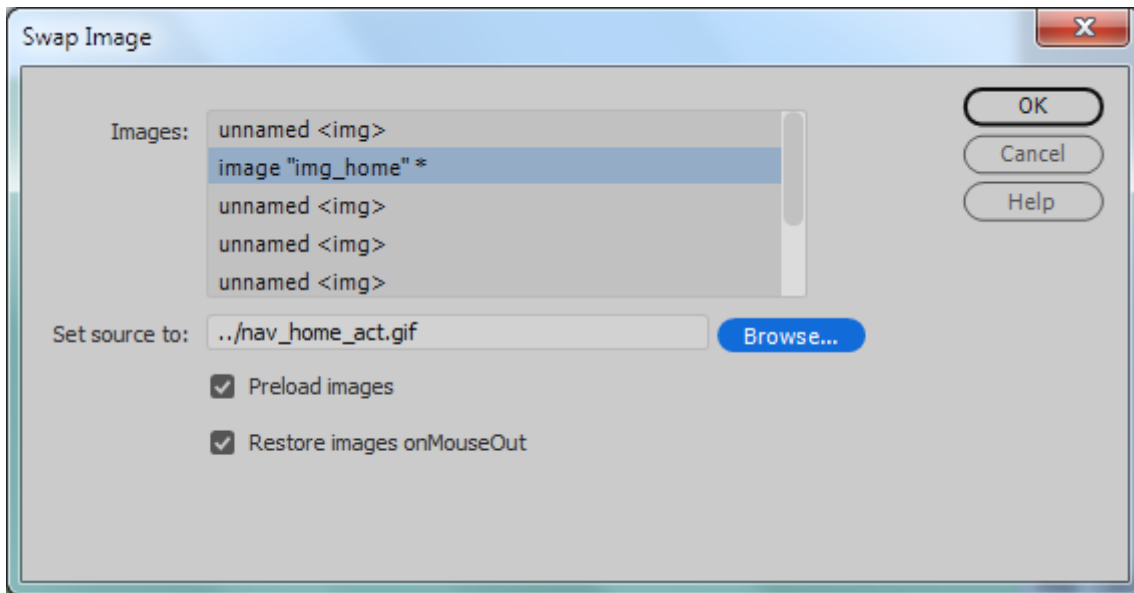 Swap Image
OK
Cancel
Help
Images:
unnamed <img>
image "img_home" *
unnamed <img>
unnamed <img>
unnamed <img>
Set source to: ../nav_home_act.gif Browse...
Preload images
Restore images onMouseOut